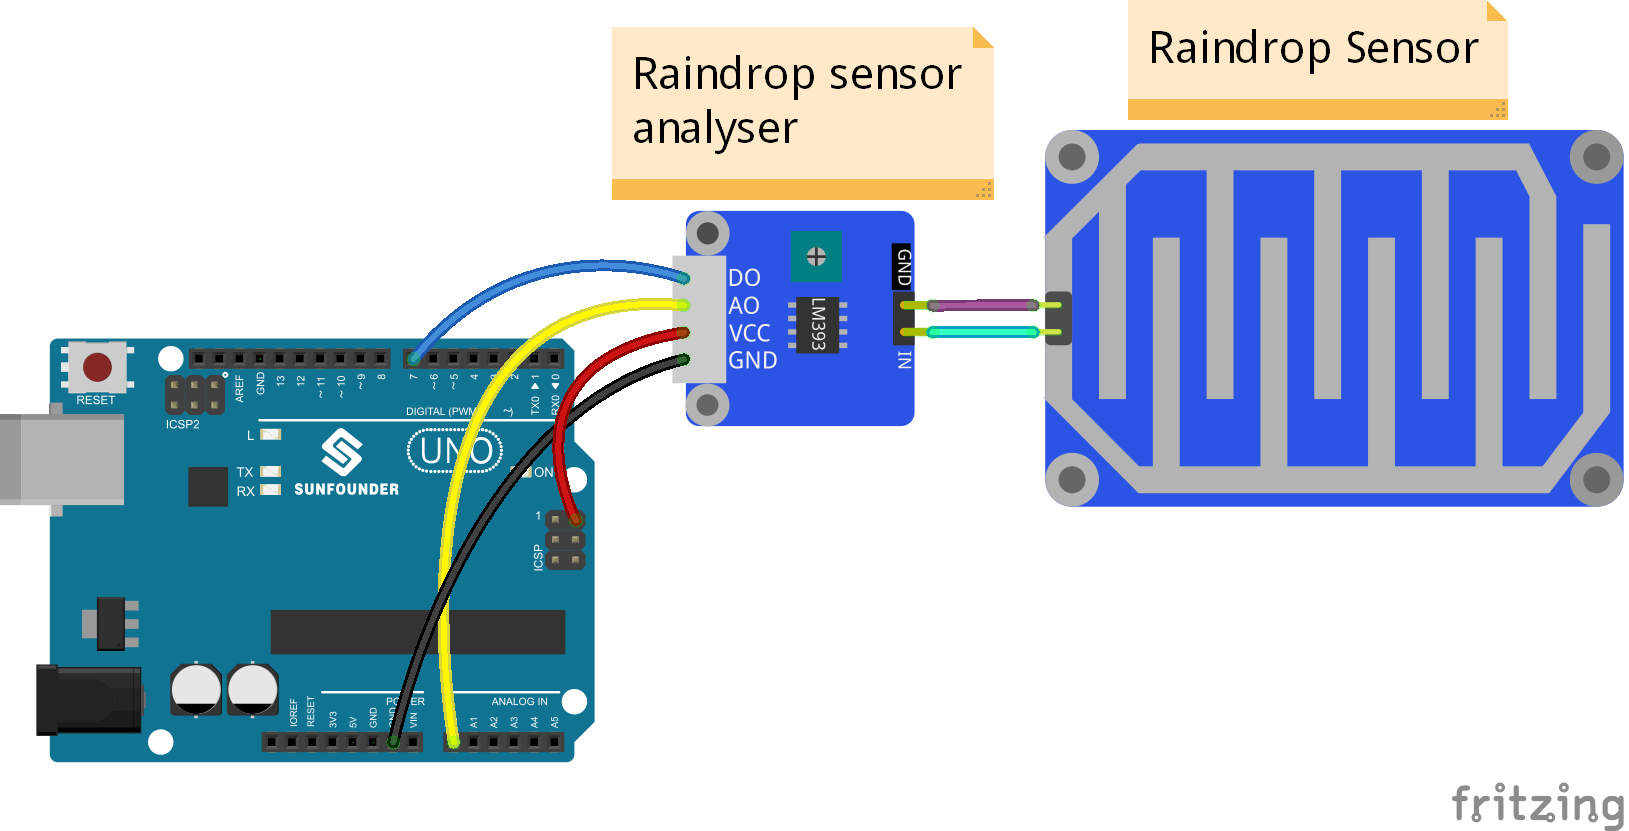 Raindrop Sensor
Raindrop sensor
analyser
GND
DO
AO
VCC
GND
LM393
IN
RESET
ICSP2
AREF
GND
13
12
~11
~10
~9
8
7
~6
~5
4
2
TX0 ▶ 1
RX0 ◀ 0
DIGITAL (PWM ~)
L
TX
RX
UNO
ON
SUNFOUNDER
1
ICSP
IOREF
RESET
3V3
5V
GND
GND
VIN
POWER
ANALOG IN
A1
A2
A3
A4
A5
fritzing